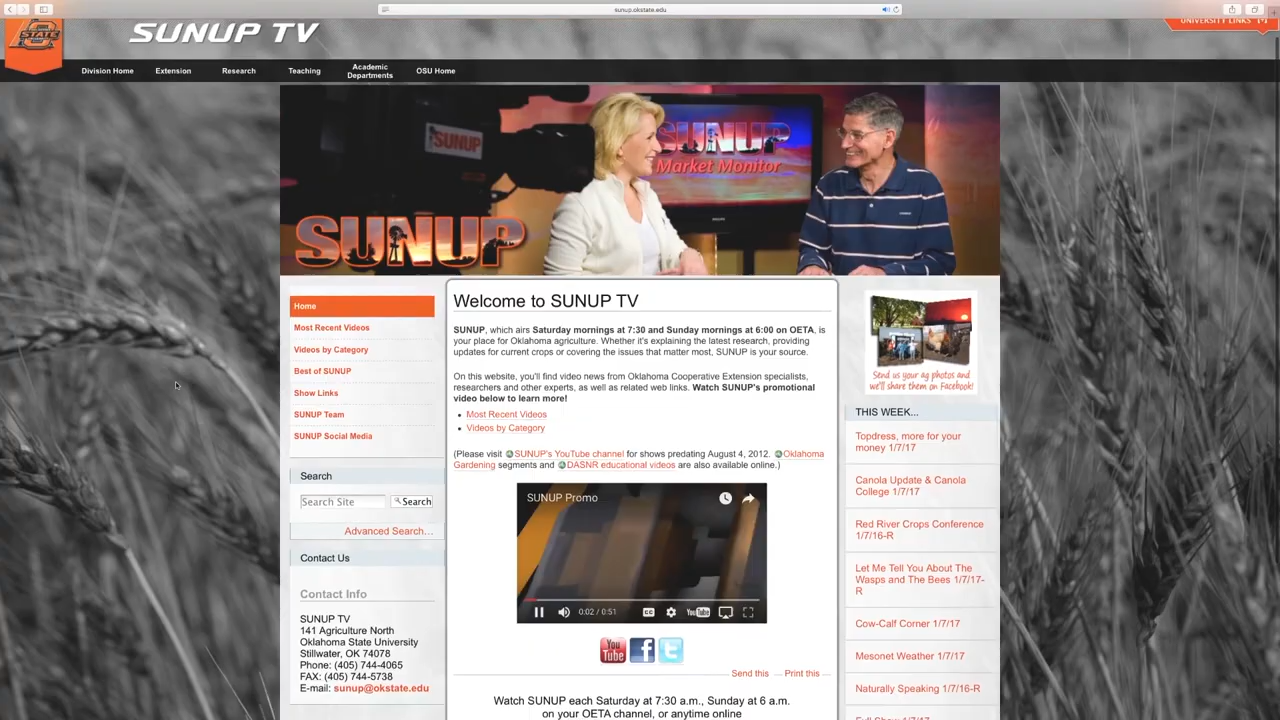 sunup.okstate.edu
STATE
SUNUP TV
UNIVERSITY LINKS [+]
Division Home
Extension
Research
Teaching
Academic
Departments
OSU Home
SUNUP
SUNUP
Market Monitor
SUNUP
Home
Most Recent Videos
Videos by Category
Best of SUNUP
Show Links
SUNUP Team
SUNUP Social Media
Search
Search Site
Search
Advanced Search…
Contact Us
Contact Info
SUNUP TV
141 Agriculture North
Oklahoma State University
Stillwater, OK 74078
Phone: (405) 744-4065
FAX: (405) 744-5738
E-mail: sunup@okstate.edu
Welcome to SUNUP TV
SUNUP, which airs Saturday mornings at 7:30 and Sunday mornings at 6:00 on OETA, is
your place for Oklahoma agriculture. Whether it's explaining the latest research, providing
updates for current crops or covering the issues that matter most, SUNUP is your source.
On this website, you'll find video news from Oklahoma Cooperative Extension specialists,
researchers and other experts, as well as related web links. Watch SUNUP's promotional
video below to learn more!
Most Recent Videos
Videos by Category
(Please visit SUNUP's YouTube channel for shows predating August 4, 2012. Oklahoma
Gardening segments and DASNR educational videos are also available online.)
SUNUP Promo
0:02 / 0:51
CC
YouTube
You
Tube
f
t
Send this
Print this
Watch SUNUP each Saturday at 7:30 a.m., Sunday at 6 a.m.
on your OETA channel, or anytime online
Send us your ag photos and
we'll share them on Facebook!
THIS WEEK...
Topdress, more for your
money 1/7/17
Canola Update & Canola
College 1/7/17
Red River Crops Conference
1/7/16-R
Let Me Tell You About The
Wasps and The Bees 1/7/17-
R
Cow-Calf Corner 1/7/17
Mesonet Weather 1/7/17
Naturally Speaking 1/7/16-R
Full Show 1/7/17